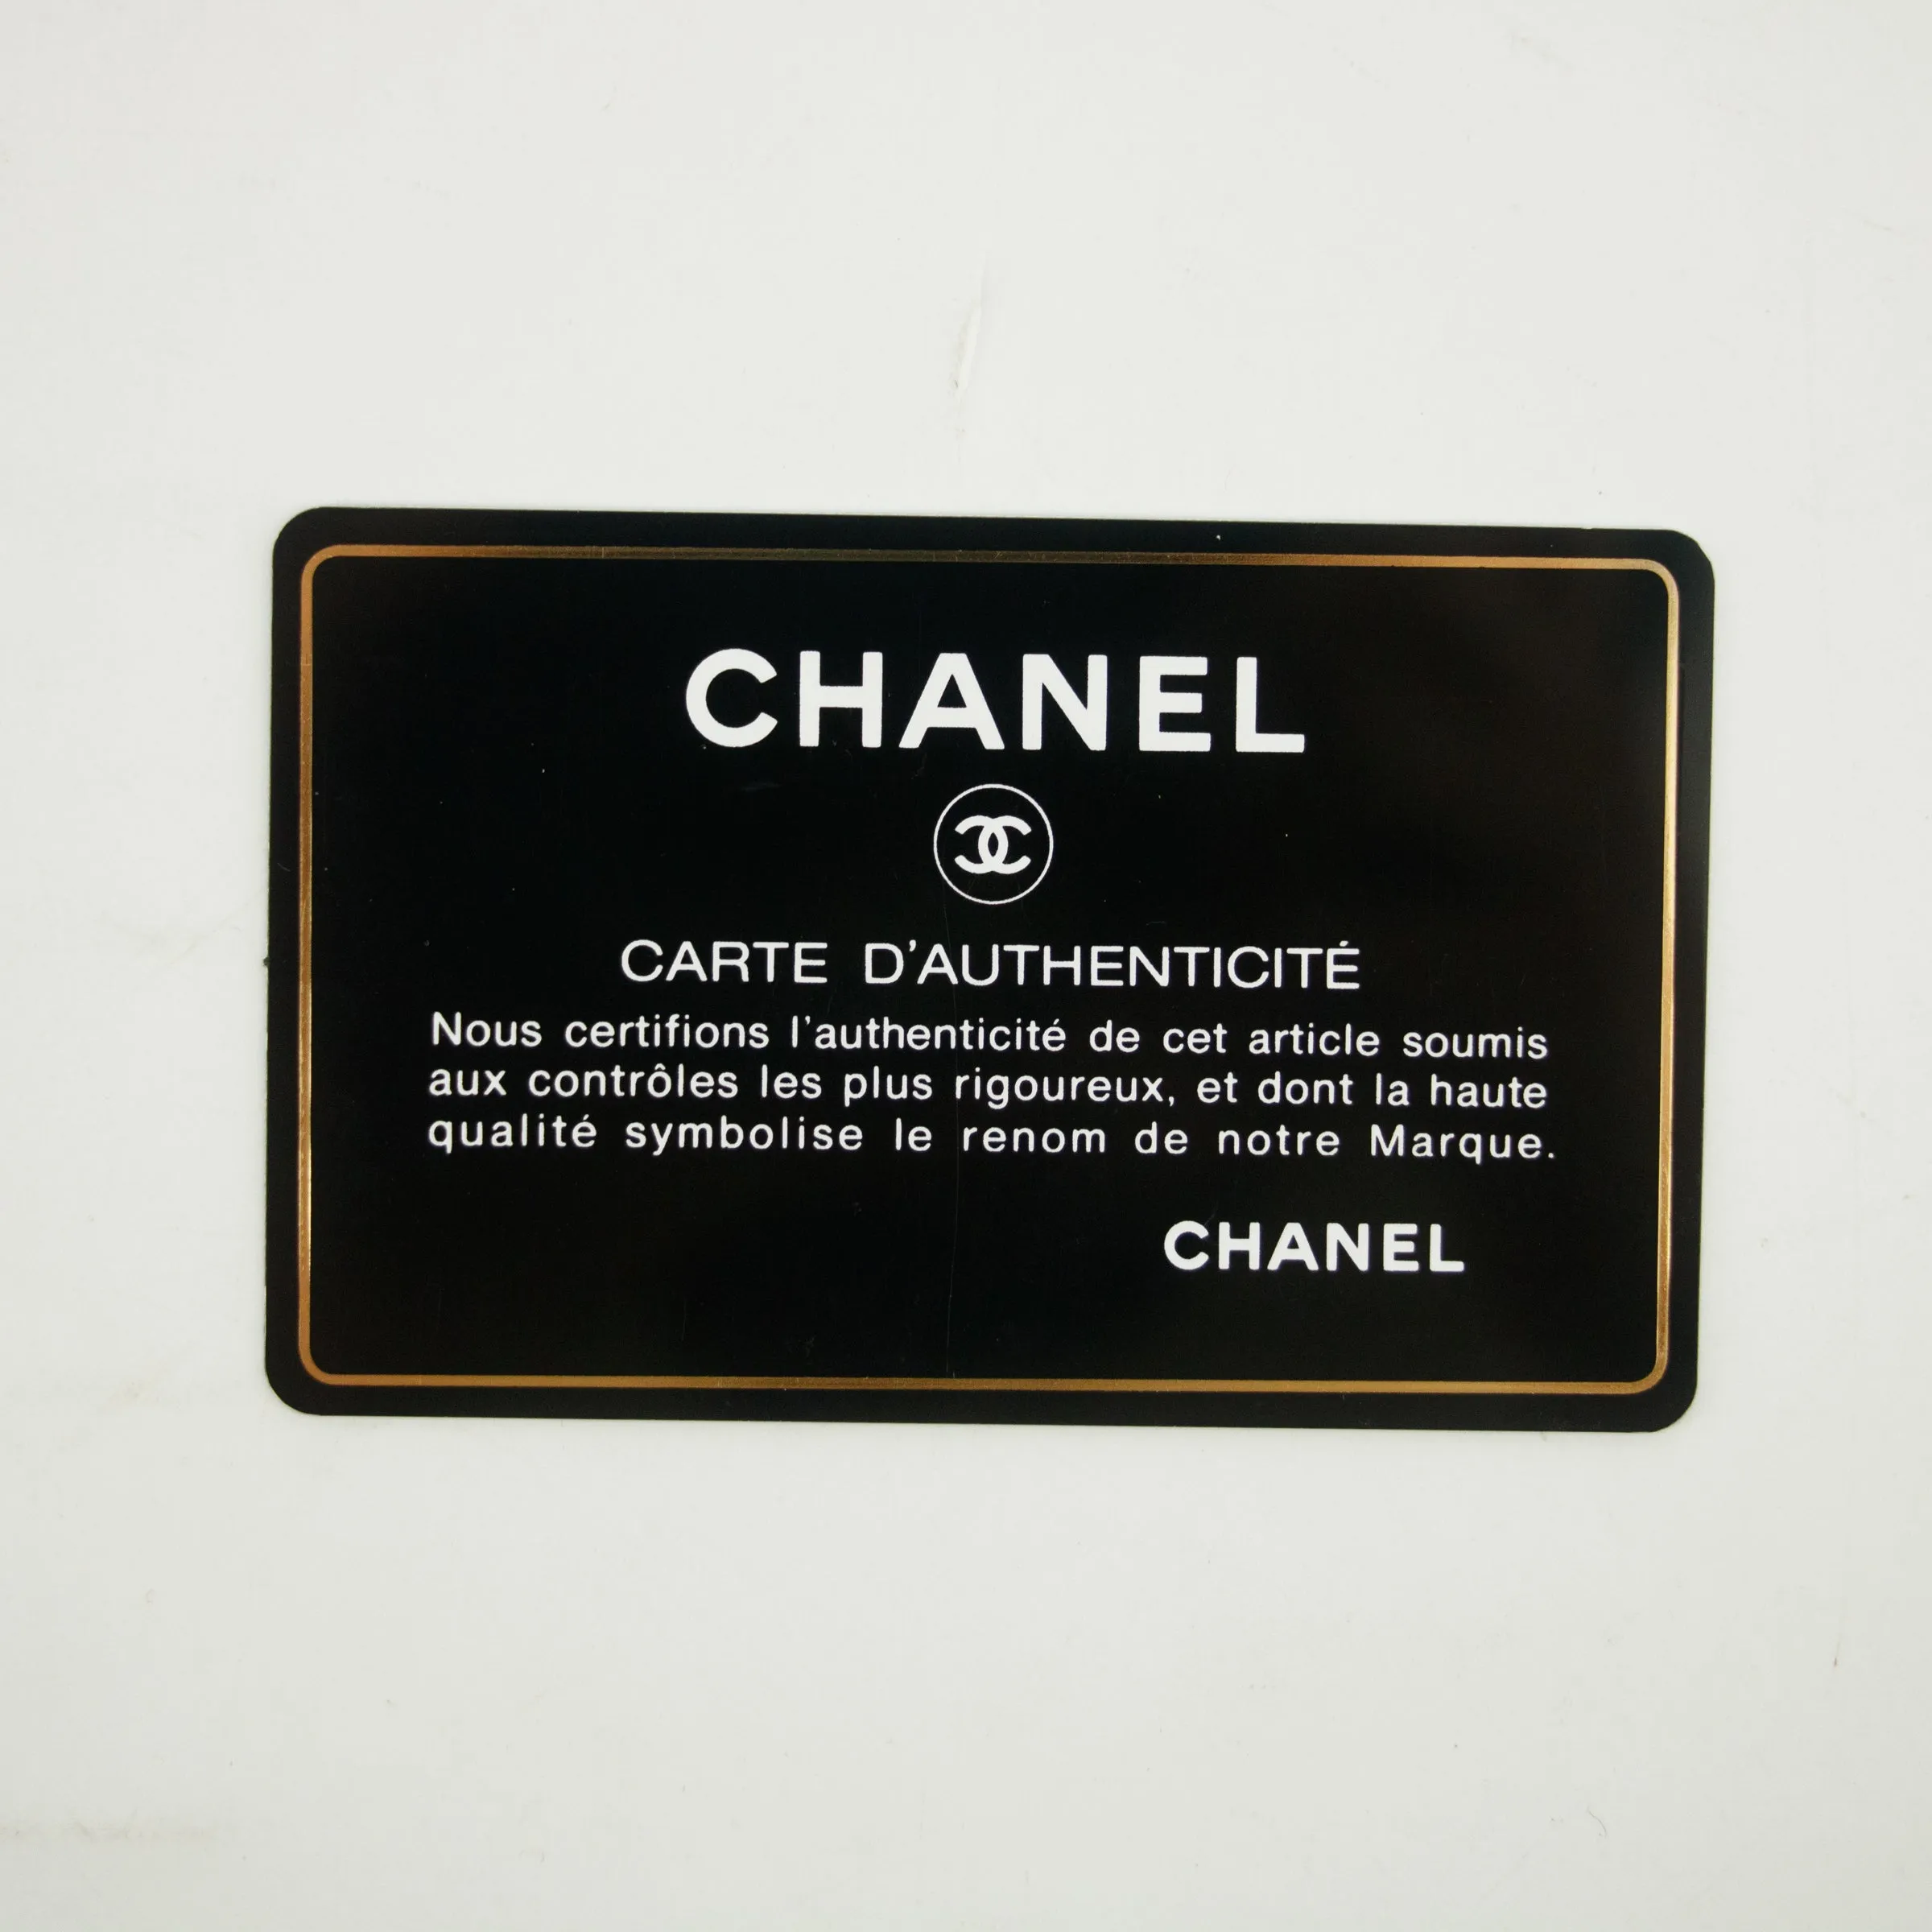 CHANEL
CARTE D'AUTHENTICITÉ
Nous certifions l'authenticité de cet article soumis
aux contrôles les plus rigoureux, et dont la haute
qualité symbolise le renom de notre Marque.
CHANEL